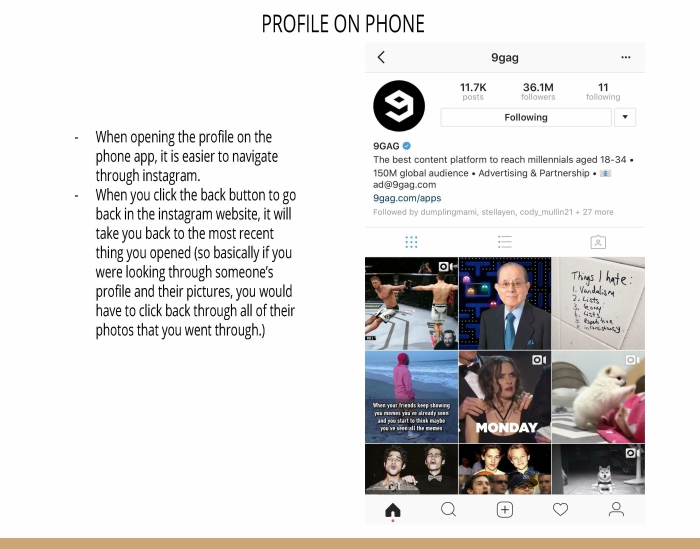 PROFILE ON PHONE
- When opening the profile on the
phone app, it is easier to navigate
through instagram.
- When you click the back button to go
back in the instagram website, it will
take you back to the most recent
thing you opened (so basically if you
were looking through someone's
profile and their pictures, you would
have to click back through all of their
photos that you went through.)
9gag
11.7K 36.1M 11
posts followers following
Following
9GAG
The best content platform to reach millennials aged 18-34 •
150M global audience • Advertising & Partnership • 📧
ad@9gag.com
9gag.com/apps
Followed by dumplingmami, stellayen, cody_mullin21 + 27 more
Things I hate:
1. Vandalism
2. Lists
3. Irony
4. Lists
5. Repetition
When your friends keep showing
you memes you've already seen
and you start to think maybe
you've seen all the memes
MONDAY